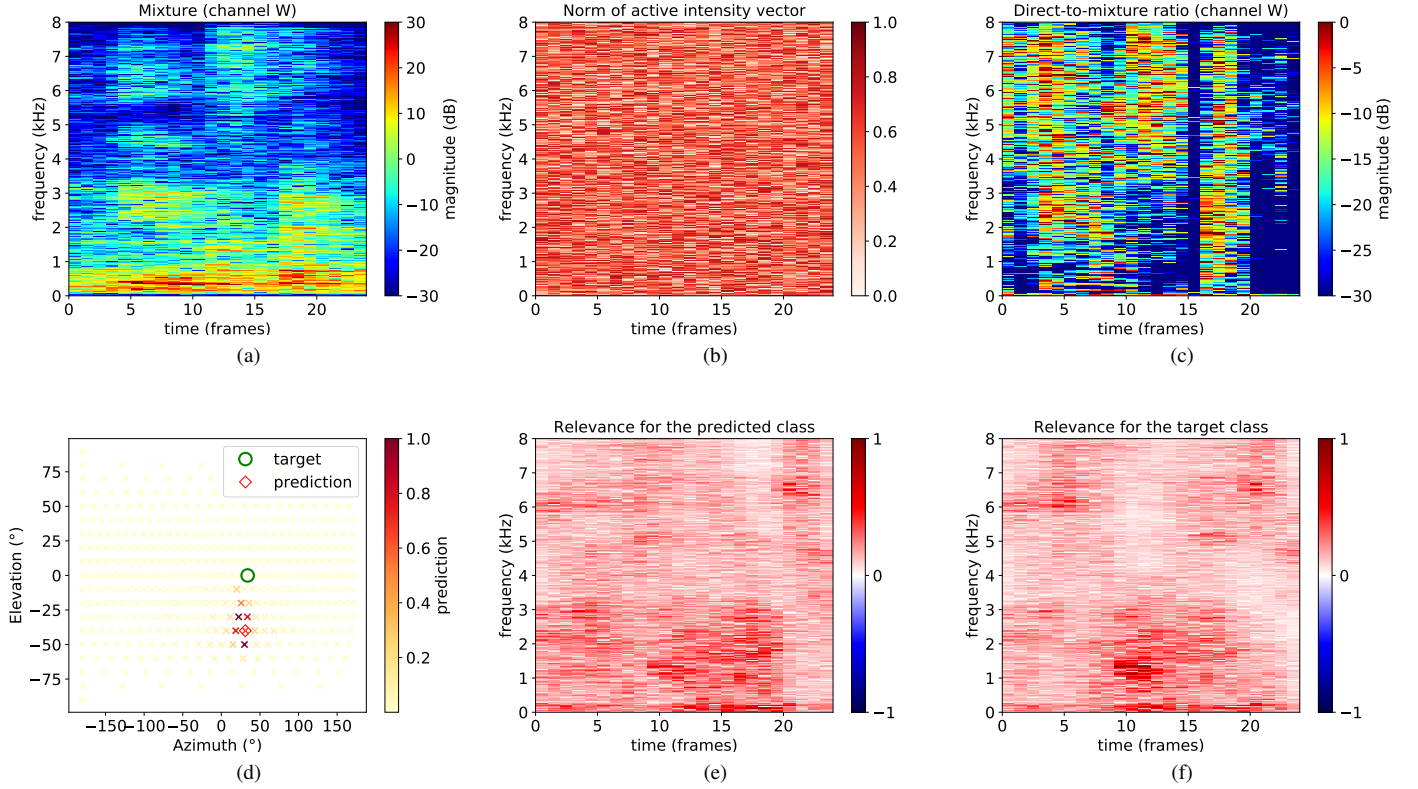 Mixture (channel W)
8
7
6
5
4
3
2
1
0
frequency (kHz)
0 5 10 15 20
time (frames)
30
20
10
0
−10
−20
−30
magnitude (dB)
(a)
Norm of active intensity vector
8
7
6
5
4
3
2
1
0
frequency (kHz)
0 5 10 15 20
time (frames)
1.0
0.8
0.6
0.4
0.2
0.0
(b)
Direct-to-mixture ratio (channel W)
8
7
6
5
4
3
2
1
0
frequency (kHz)
0 5 10 15 20
time (frames)
0
−5
−10
−15
−20
−25
−30
magnitude (dB)
(c)
75
50
25
0
−25
−50
−75
Elevation (°)
target
prediction
−150 −100 −50 0 50 100 150
Azimuth (°)
1.0
0.8
0.6
0.4
0.2
prediction
(d)
Relevance for the predicted class
8
7
6
5
4
3
2
1
0
frequency (kHz)
0 5 10 15 20
time (frames)
1
0
−1
(e)
Relevance for the target class
8
7
6
5
4
3
2
1
0
frequency (kHz)
0 5 10 15 20
time (frames)
1
0
−1
(f)